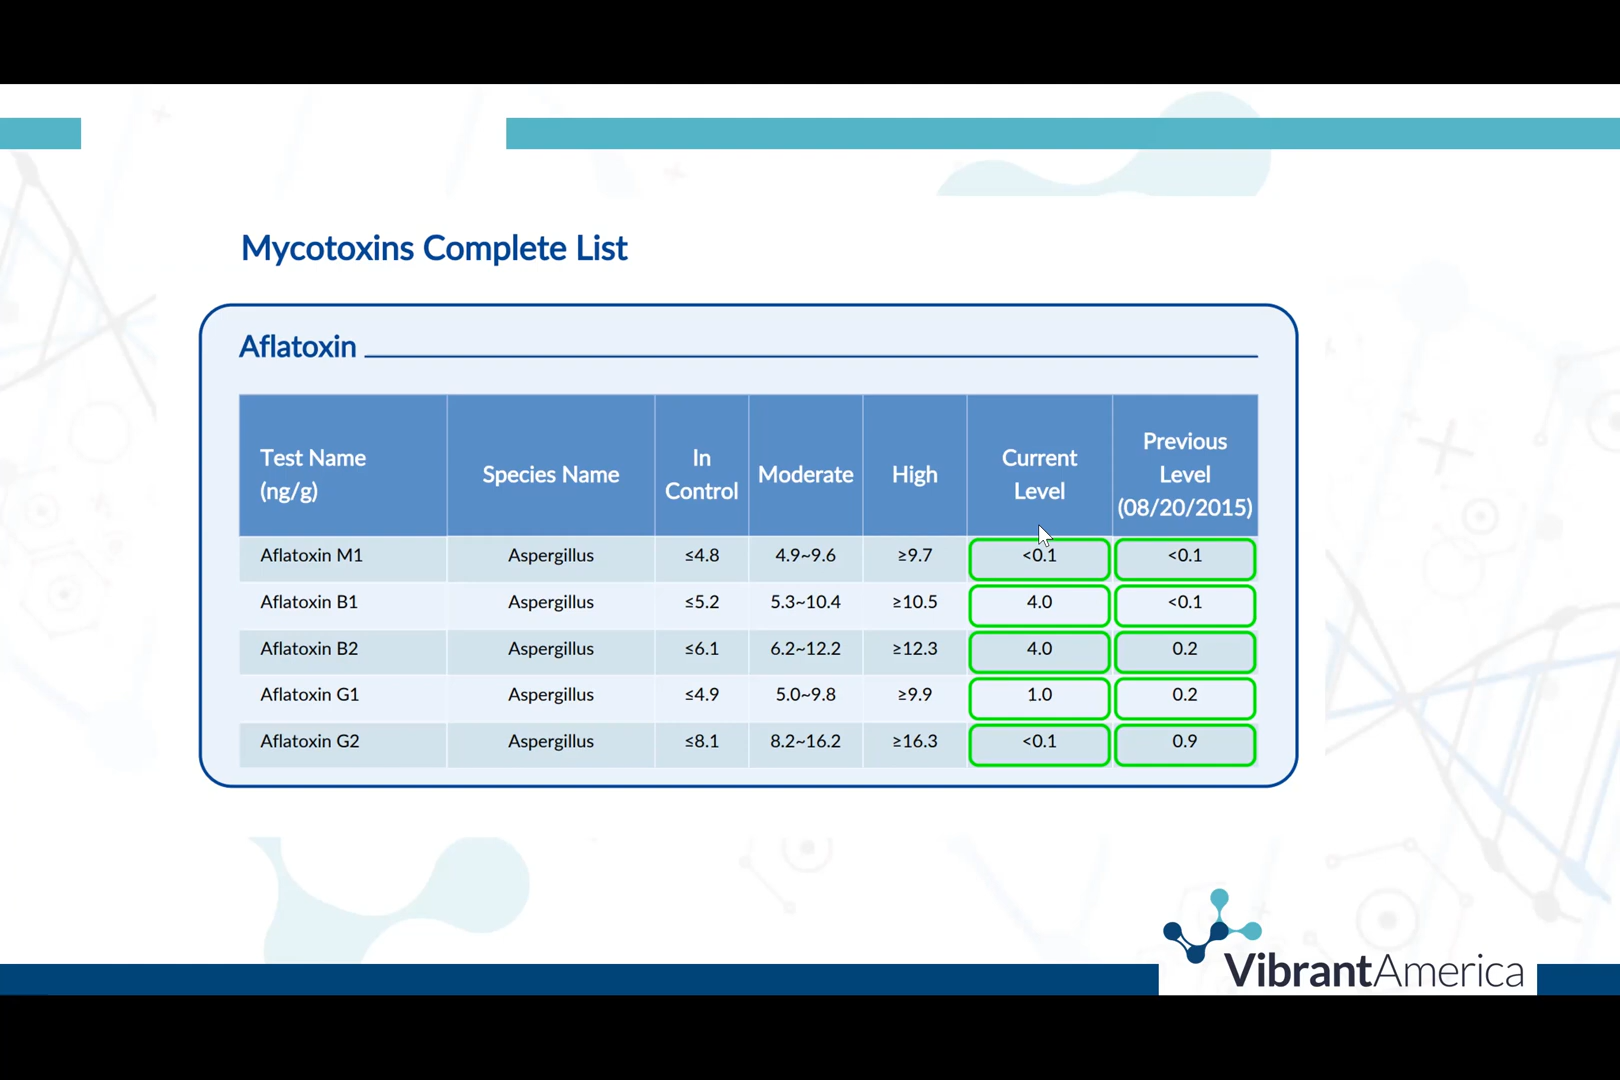 Mycotoxins Complete List
Aflatoxin
Test Name (ng/g) Species Name In Control Moderate High Current Level Previous Level (08/20/2015)
Aflatoxin M1 Aspergillus ≤4.8 4.9~9.6 ≥9.7 <0.1 <0.1
Aflatoxin B1 Aspergillus ≤5.2 5.3~10.4 ≥10.5 4.0 <0.1
Aflatoxin B2 Aspergillus ≤6.1 6.2~12.2 ≥12.3 4.0 0.2
Aflatoxin G1 Aspergillus ≤4.9 5.0~9.8 ≥9.9 1.0 0.2
Aflatoxin G2 Aspergillus ≤8.1 8.2~16.2 ≥16.3 <0.1 0.9
VibrantAmerica